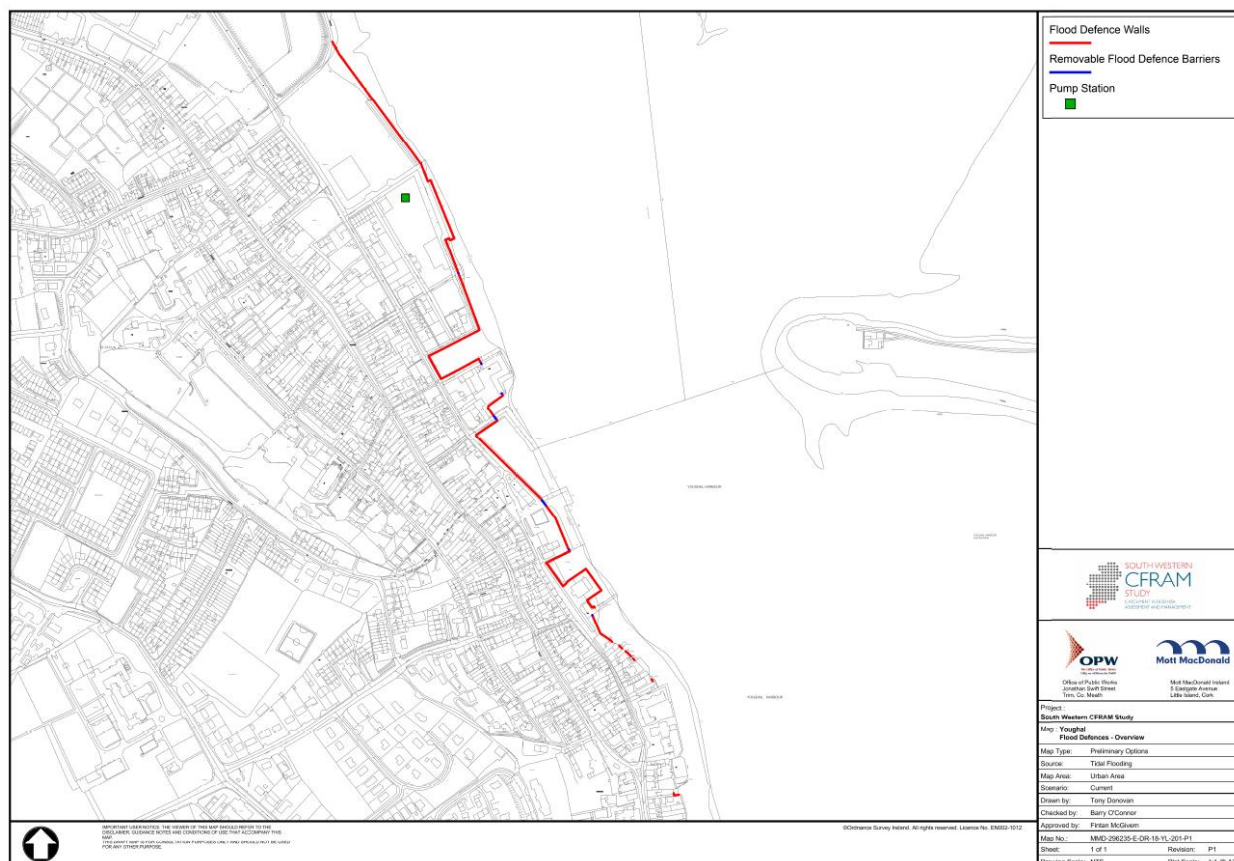 Flood Defence Walls
Removable Flood Defence Barriers
Pump Station
YOUGHAL HARBOUR
YOUGHAL HARBOUR
SOUTH WESTERN
CFRAM
STUDY
CATCHMENT FLOOD RISK
ASSESSMENT AND MANAGEMENT
OPW
Mott MacDonald
Office of Public Works
Jonathan Swift Street
Trim, Co. Meath
Mott MacDonald Ireland
5 Eastgate Avenue
Little Island, Cork
Project :
South Western CFRAM Study
Map : Youghal
Flood Defences - Overview
Map Type: Preliminary Options
Source: Tidal Flooding
Map Area: Urban Area
Scenario: Current
Drawn by: Tony Donovan
Checked by: Barry O'Connor
Approved by: Fintan McGivern
Map No.: MMD-296235-E-DR-18-YL-201-P1
Sheet: 1 of 1 Revision: P1
IMPORTANT USER NOTICE: THE VIEWER OF THIS MAP SHOULD REFER TO THE
DISCLAIMER, GUIDANCE NOTES AND CONDITIONS OF USE THAT ACCOMPANY THIS
MAP.
THIS DRAFT MAP IS FOR CONSULTATION PURPOSES ONLY AND SHOULD NOT BE USED
FOR ANY OTHER PURPOSE.
©Ordnance Survey Ireland. All rights reserved. Licence No. EN002-1012